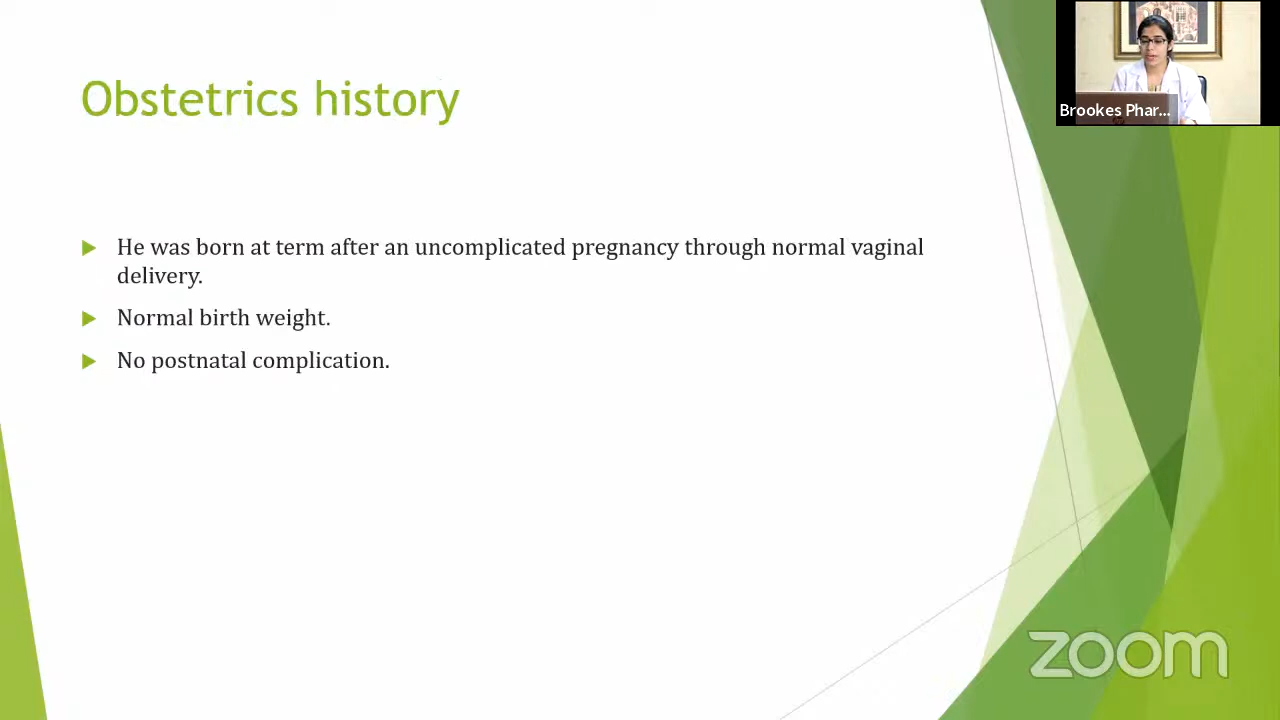 Obstetrics history
He was born at term after an uncomplicated pregnancy through normal vaginal
delivery.
Normal birth weight.
No postnatal complication.
Brookes Phar...
zoom